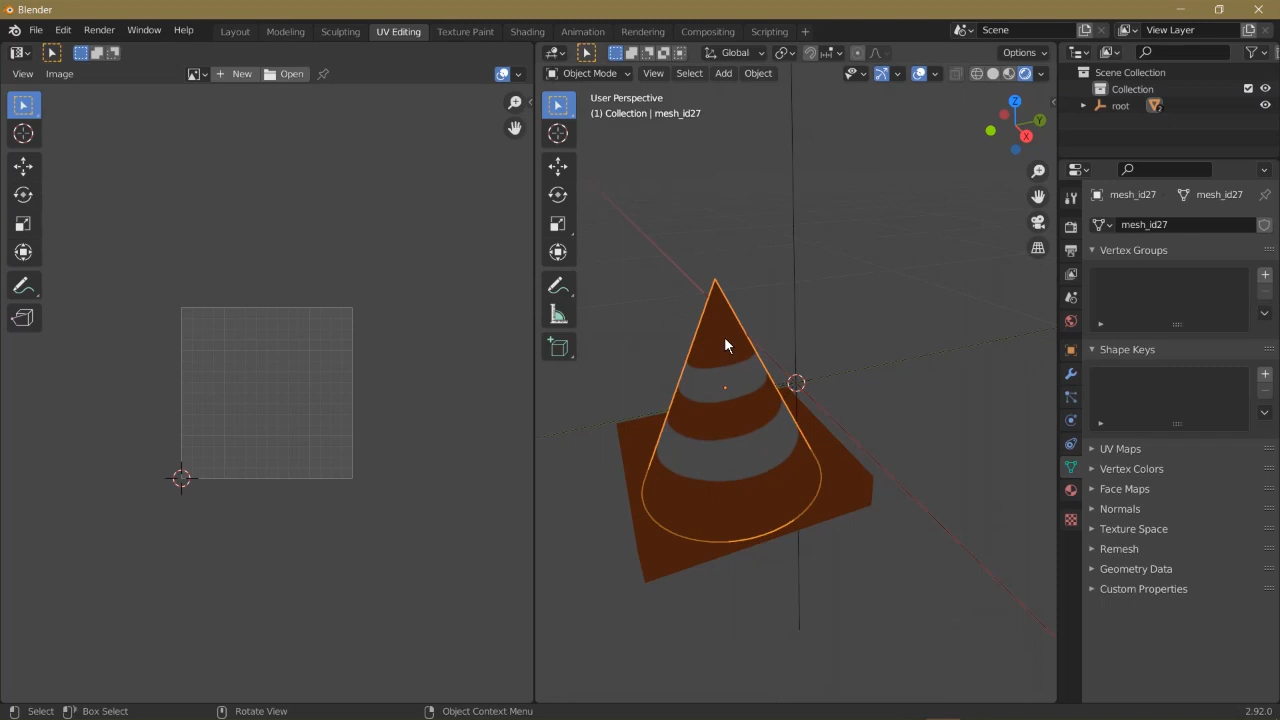 Blender
File Edit Render Window Help
Layout Modeling Sculpting UV Editing Texture Paint Shading Animation Rendering Compositing Scripting +
Scene
View Layer
Global
Options
View Image
+ New
Open
Object Mode
View Select Add Object
User Perspective
(1) Collection | mesh_id27
Z
Y
X
Scene Collection
Collection
root
mesh_id27 mesh_id27
mesh_id27
Vertex Groups
Shape Keys
UV Maps
Vertex Colors
Face Maps
Normals
Texture Space
Remesh
Geometry Data
Custom Properties
Select Box Select Rotate View Object Context Menu 2.92.0